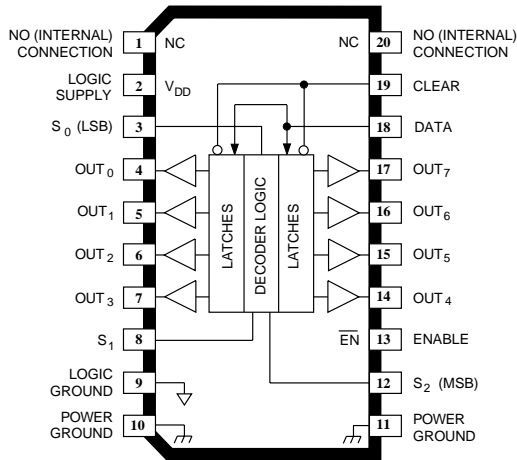 NO (INTERNAL)
CONNECTION
1
NC
NC
20
NO (INTERNAL)
CONNECTION
LOGIC
SUPPLY
2
VDD
19
CLEAR
S0 (LSB)
3
18
DATA
OUT0
4
17
OUT7
OUT1
5
16
OUT6
OUT2
6
15
OUT5
OUT3
7
14
OUT4
LATCHES
DECODER LOGIC
LATCHES
S1
8
EN
13
ENABLE
LOGIC
GROUND
9
12
S2 (MSB)
POWER
GROUND
10
11
POWER
GROUND